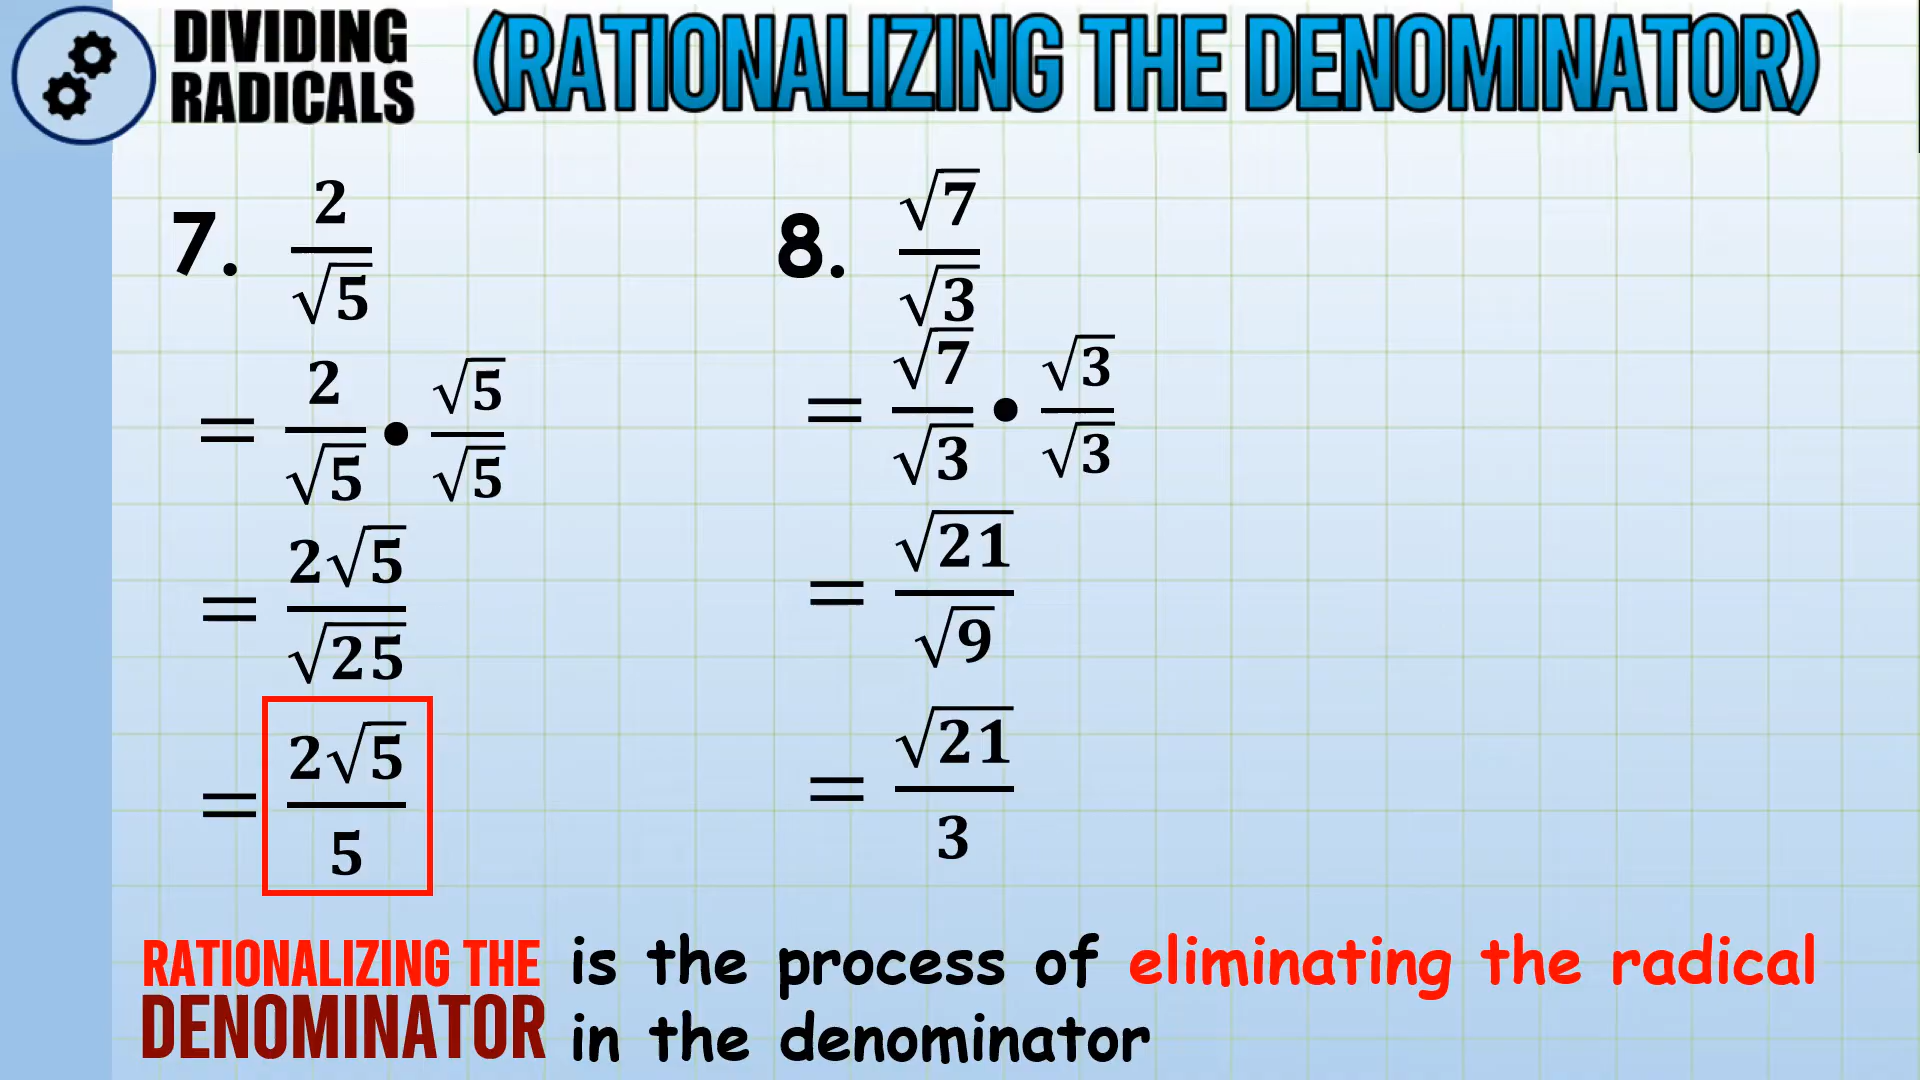 DIVIDING
RADICALS
(RATIONALIZING THE DENOMINATOR)
7. 2/√5
= 2/√5 • √5/√5
= 2√5/√25
= 2√5/5
8. √7/√3
= √7/√3 • √3/√3
= √21/√9
= √21/3
RATIONALIZING THE
DENOMINATOR
is the process of eliminating the radical
in the denominator